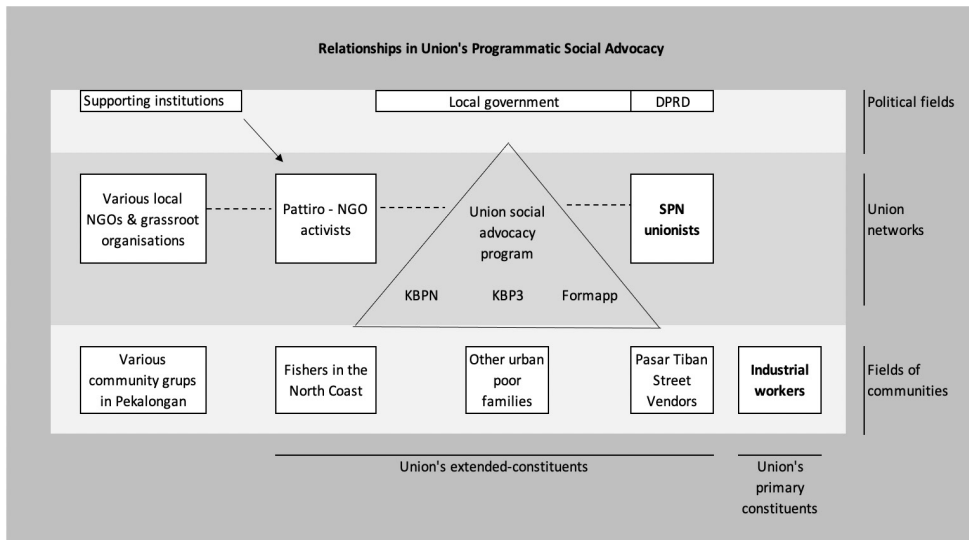 Relationships in Union's Programmatic Social Advocacy
Supporting institutions
Local government
DPRD
Political fields
Various local
NGOs & grassroot
organisations
Pattiro - NGO
activists
Union social
advocacy
program
KBPN
KBP3
Formapp
SPN
unionists
Union
networks
Various
community grups
in Pekalongan
Fishers in the
North Coast
Other urban
poor
families
Pasar Tiban
Street
Vendors
Industrial
workers
Fields of
communities
Union's extended-constituents
Union's
primary
constituents